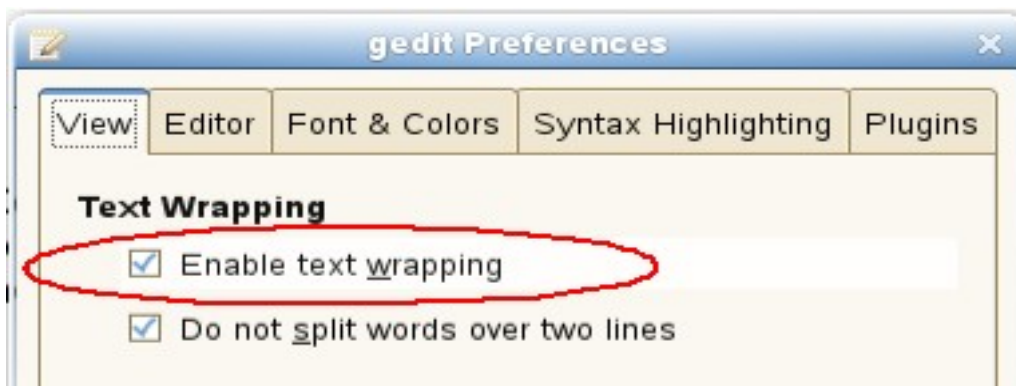 gedit Preferences
View Editor Font & Colors Syntax Highlighting Plugins
Text Wrapping
Enable text wrapping
Do not split words over two lines